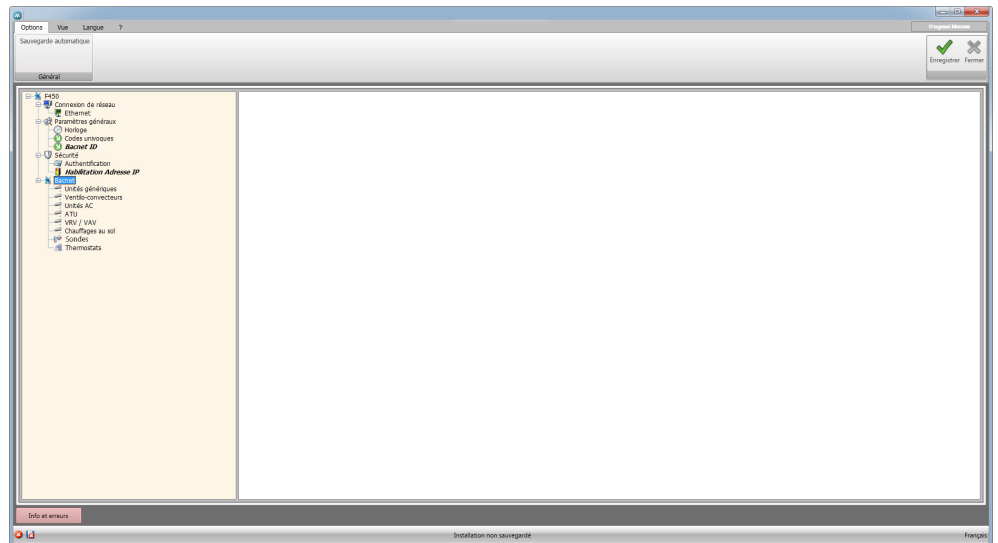 Options Vue Langue ?
Sauvegarde automatique
Enregistrer Fermer
Général
F450
Connexion de réseau
Ethernet
Paramètres généraux
Horloge
Codes univoques
Bacnet ID
Sécurité
Authentification
Habilitation Adresse IP
Bacnet
Unités génériques
Ventilo-convecteurs
Unités AC
ATU
VRV / VAV
Chauffages au sol
Sondes
Thermostats
Info et erreurs
Installation non sauvegardé
Français